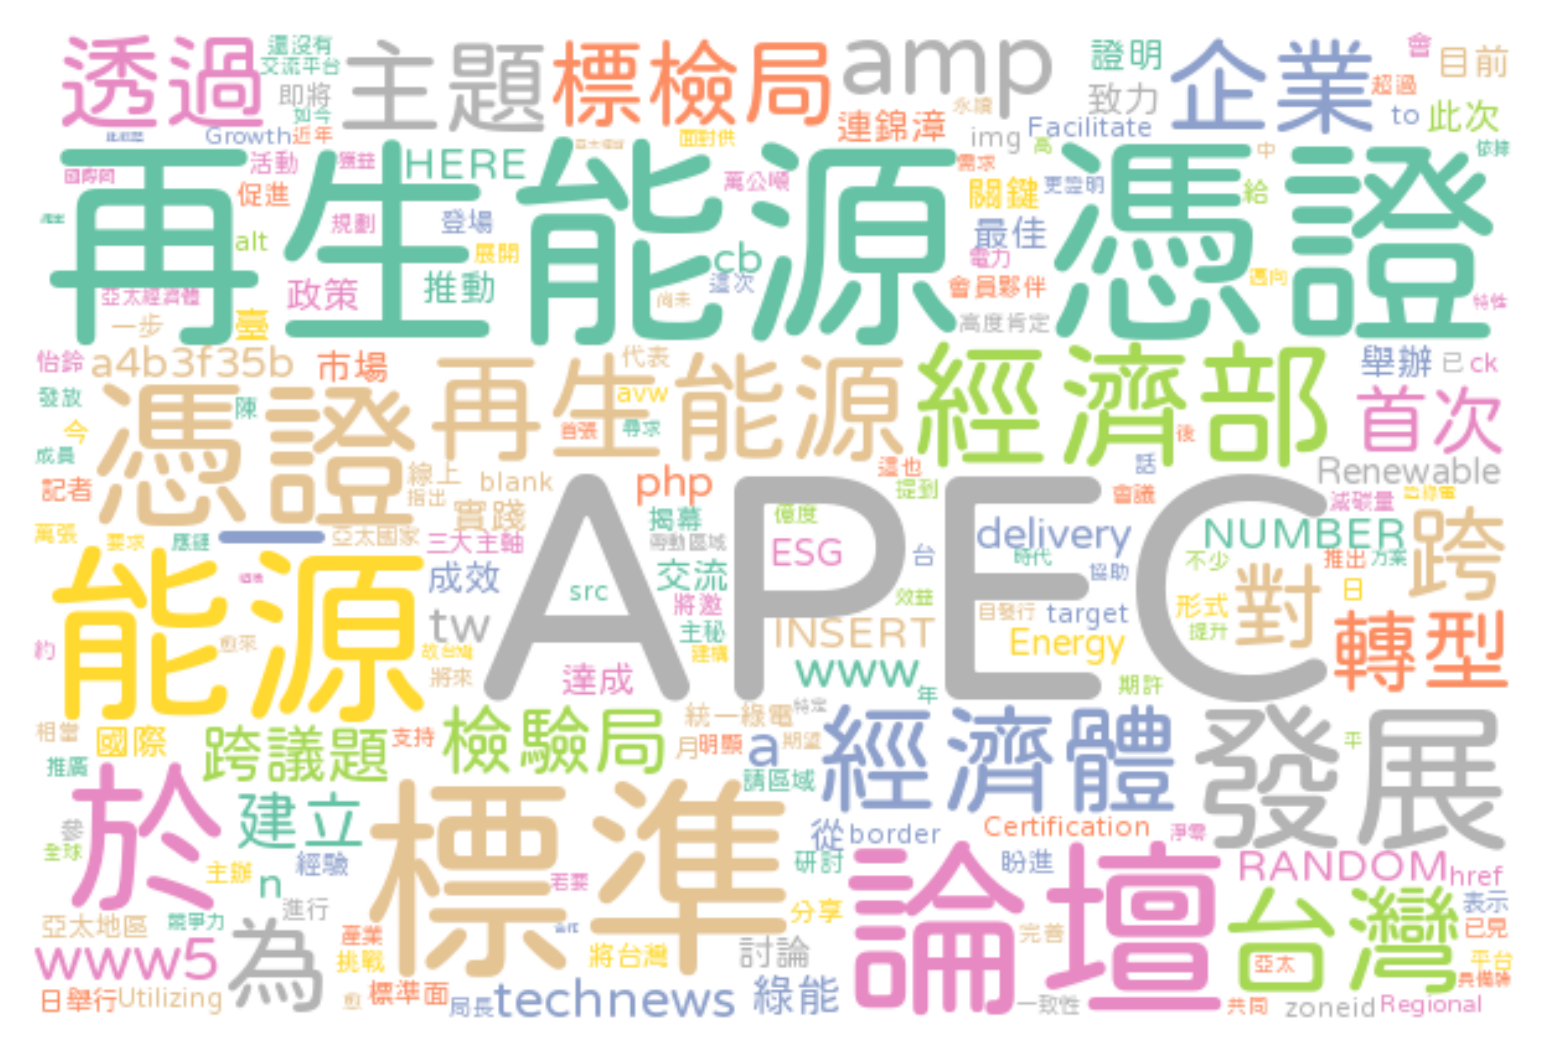 透過
還沒有
交流平台
即將
如今
主題
標檢局
amp
證明
致力
企業
會
目前
超過
to
此次
Growth
近年
面對供
連錦漳
永續
img
Facilitate
高
中
依據
活動
獲益
HERE
需求
再生能源
憑證
促進
規劃
登場
萬公噸
關鍵
更證明
給
alt
展開
cb
最佳
電力
邁向
亞太經濟體
政策
推動
這次
會員夥伴
特性
一步
臺
尚未
高度肯定
怡鈴
a4b3f35b
市場
再生能源
代表
經濟部
舉辦
已
ck
發放
憑證
陳
avw
首次
今
首張
尋求
後
成員
線上
php
這也
話
Renewable
記者
指出
blank
提到
會議
減碳量
實踐
揭幕
億度
APEC
萬張
要求
應鏈
一
亞太國家
三大主軸
ESG
台
delivery
NUMBER
跨
時代
不少
推出
方案
能源
成效
src
交流
效益
協助
日
將邀
目發行
target
形式
對
tw
主秘
INSERT
Energy
提升
轉型
約
愈來
建構
將來
達成
www
年
期許
相當
國際
跨議題
支持
檢驗局
統一綠電
特定
月
明顯
a
期望
經濟體
發展
平
推廣
請區域
於
建立
標準
從
border
Certification
淨零
參
全球
主辦
經驗
n
若要
研討
論壇
盼進
RANDOM
href
亞太地區
競爭力
進行
分享
台灣
表示
已見
www5
為
產業
挑戰
將台灣
討論
完善
亞太
平台
日舉行
Utilizing
愈
標準面
局長
technews
綠能
一致性
共同
zoneid
Regional